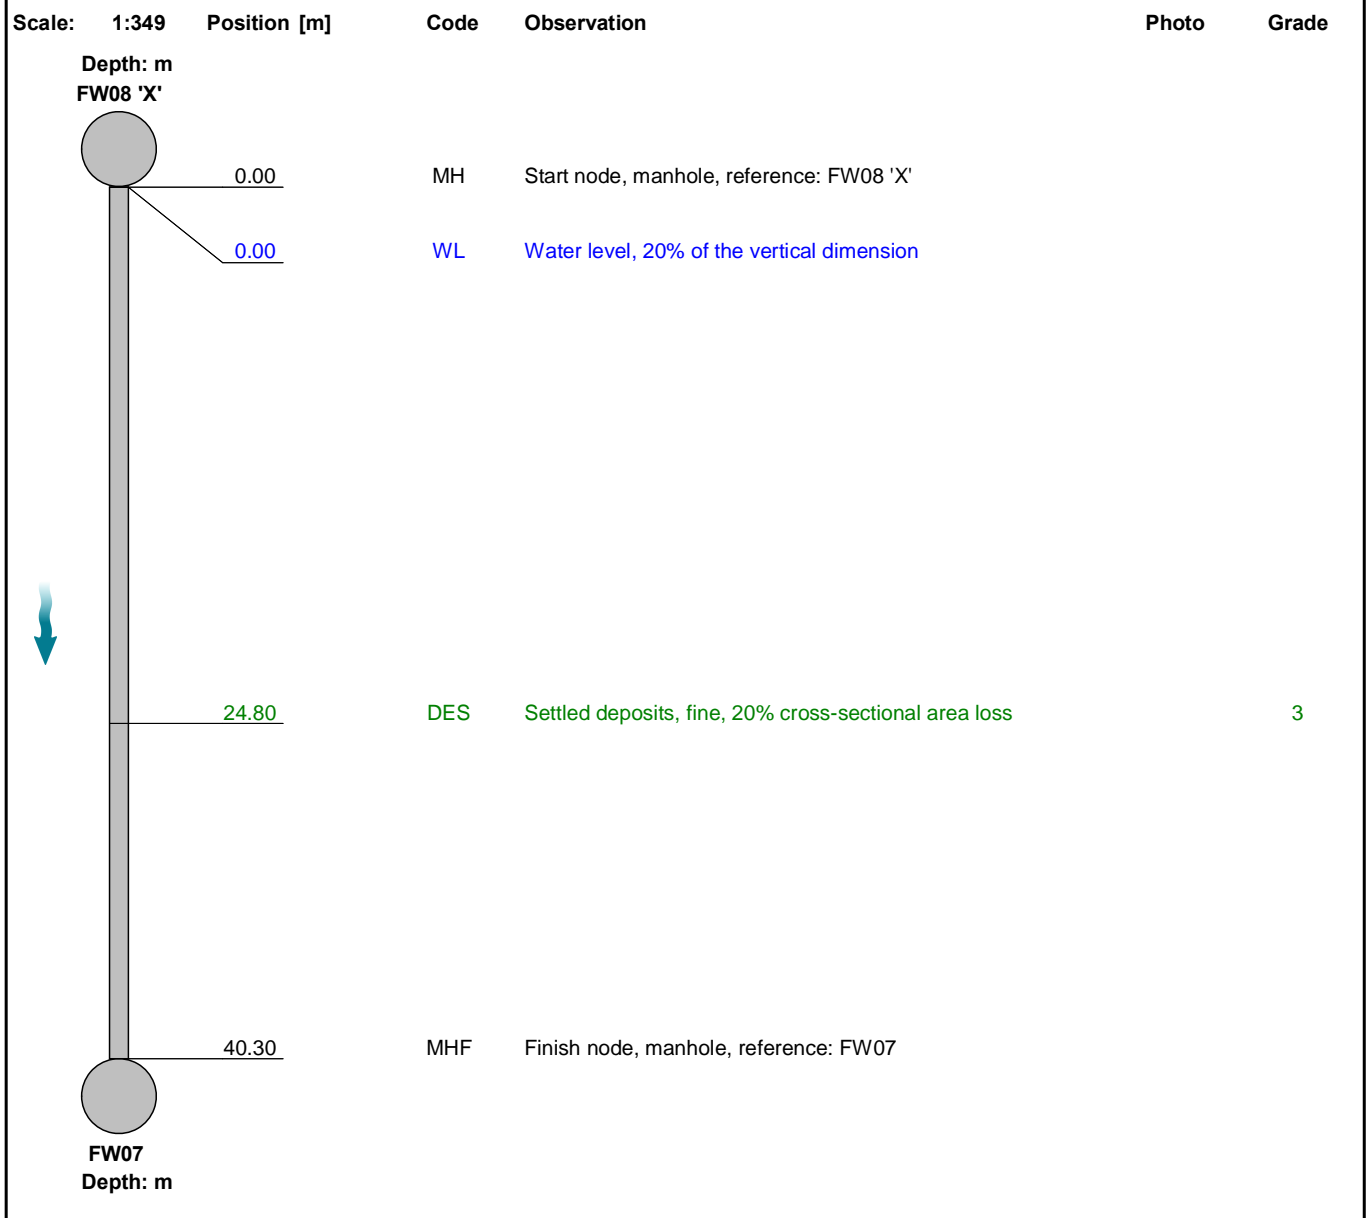 Scale: 1:349 Position [m] Code Observation Photo Grade
Depth: m
FW08 'X'
0.00 MH Start node, manhole, reference: FW08 'X'
0.00 WL Water level, 20% of the vertical dimension
24.80 DES Settled deposits, fine, 20% cross-sectional area loss 3
40.30 MHF Finish node, manhole, reference: FW07
FW07
Depth: m